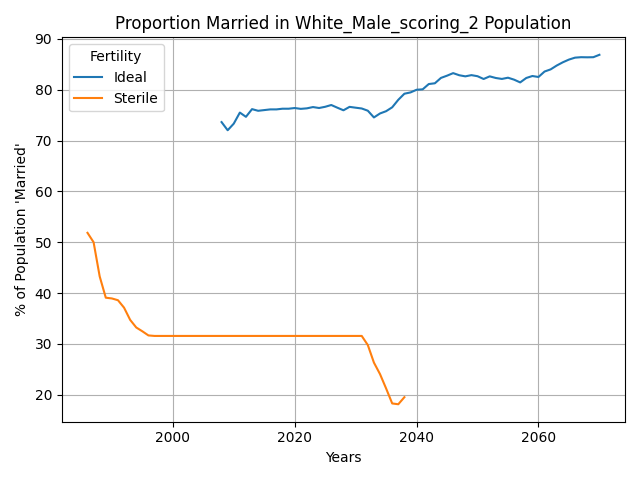 Proportion Married in White_Male_scoring_2 Population
90
80
70
60
50
40
30
20
% of Population 'Married'
Fertility
Ideal
Sterile
2000
2020
2040
2060
Years